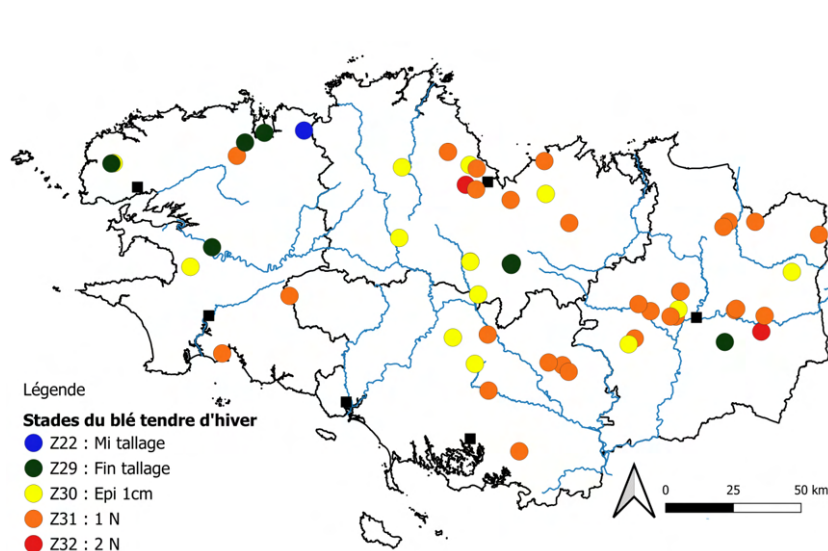 Légende
Stades du blé tendre d'hiver
Z22 : Mi tallage
Z29 : Fin tallage
Z30 : Epi 1cm
Z31 : 1 N
Z32 : 2 N
0 25 50 km